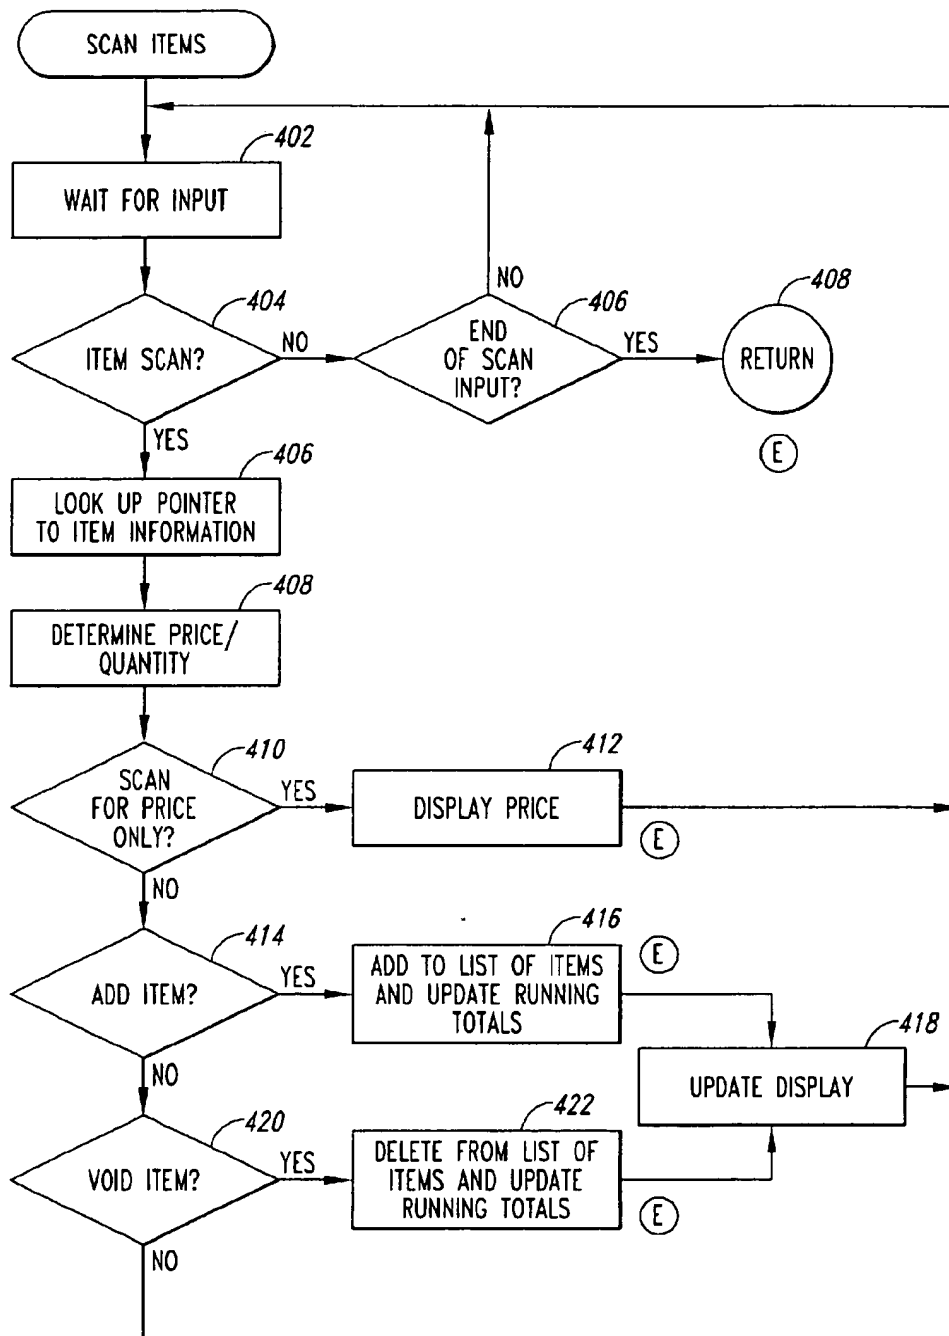 SCAN ITEMS
402
WAIT FOR INPUT
404
ITEM SCAN?
NO
YES
406
END
OF SCAN
INPUT?
NO
YES
408
RETURN
E
406
LOOK UP POINTER
TO ITEM INFORMATION
408
DETERMINE PRICE/
QUANTITY
410
SCAN
FOR PRICE
ONLY?
YES
NO
412
DISPLAY PRICE
E
414
ADD ITEM?
YES
NO
416
ADD TO LIST OF ITEMS
AND UPDATE RUNNING
TOTALS
E
418
UPDATE DISPLAY
420
VOID ITEM?
YES
NO
422
DELETE FROM LIST OF
ITEMS AND UPDATE
RUNNING TOTALS
E